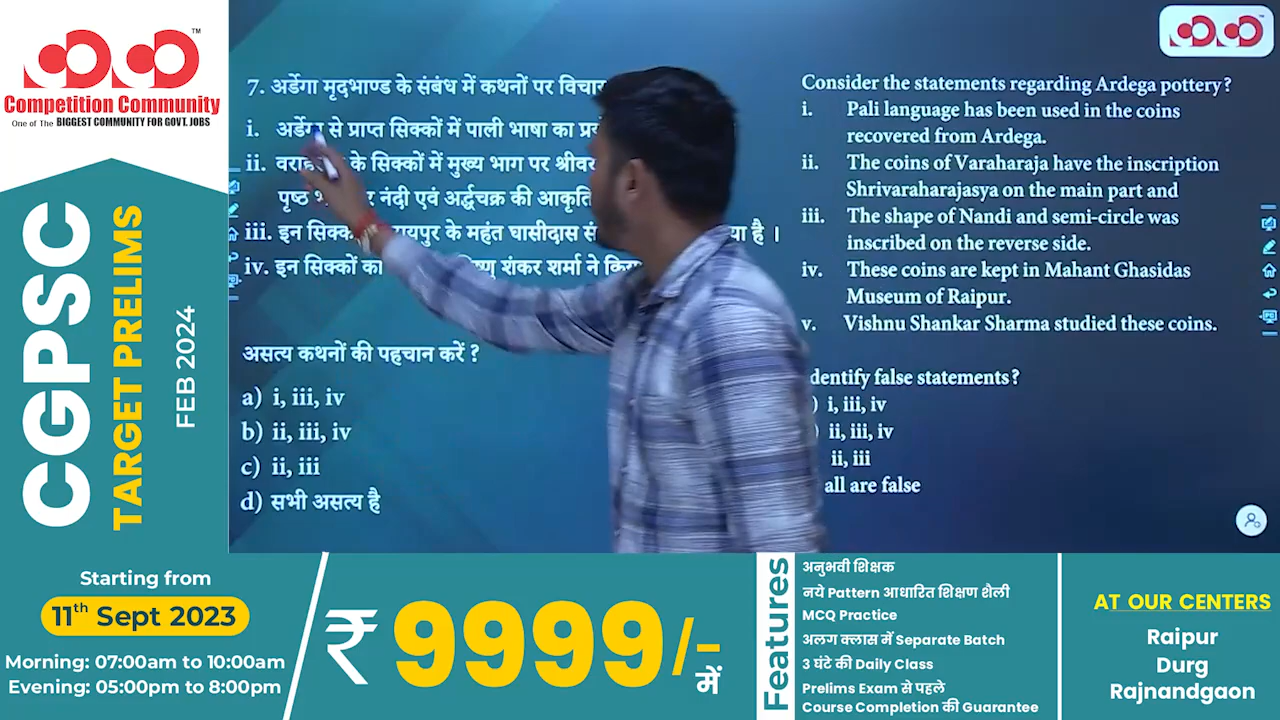 Competition Community
TM
One of The BIGGEST COMMUNITY FOR GOVT. JOBS
CGPSC
TARGET PRELIMS
FEB 2024
7. अर्डेगा मृदभाण्ड के संबंध में कथनों पर
i. से प्राप्त सिक्कों में पाली भाषा का
ii. के सिक्कों में मुख्य भाग पर
पृष्ठ नंदी एवं अर्द्धचक्र की
iii. इन के महंत घासीदास है ।
iv. इन सिक्कों का शंकर शर्मा ने
असत्य कथनों की पहचान करें ?
a) i, iii, iv
b) ii, iii, iv
c) ii, iii
d) सभी असत्य है
Consider the statements regarding Ardega pottery?
i. Pali language has been used in the coins
recovered from Ardega.
ii. The coins of Varaharaja have the inscription
Shrivaraharajasya on the main part and
iii. The shape of Nandi and semi-circle was
inscribed on the reverse side.
iv. These coins are kept in Mahant Ghasidas
Museum of Raipur.
v. Vishnu Shankar Sharma studied these coins.
dentify false statements?
) i, iii, iv
) ii, iii, iv
ii, iii
all are false
Starting from
11th Sept 2023
Morning: 07:00am to 10:00am
Evening: 05:00pm to 8:00pm
₹ 9999/- में
Features
अनुभवी शिक्षक
नये Pattern आधारित शिक्षण शैली
MCQ Practice
अलग क्लास में Separate Batch
3 घंटे की Daily Class
Prelims Exam से पहले
Course Completion की Guarantee
AT OUR CENTERS
Raipur
Durg
Rajnandgaon